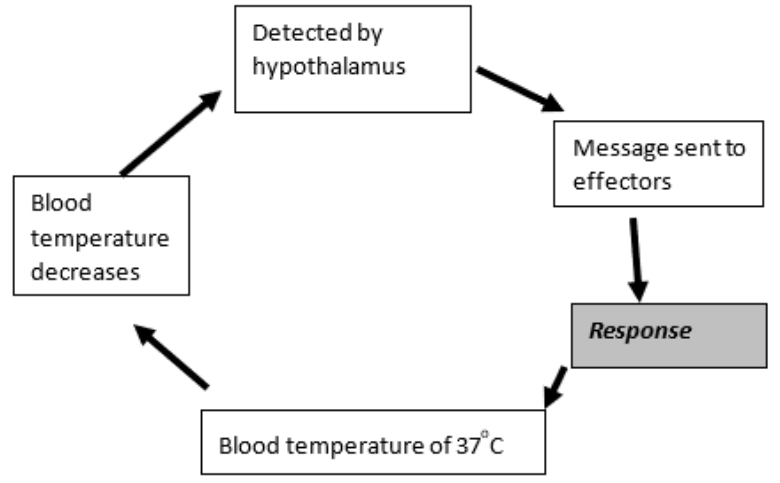 Detected by
hypothalamus
Message sent to
effectors
Blood
temperature
decreases
Response
Blood temperature of 37°C